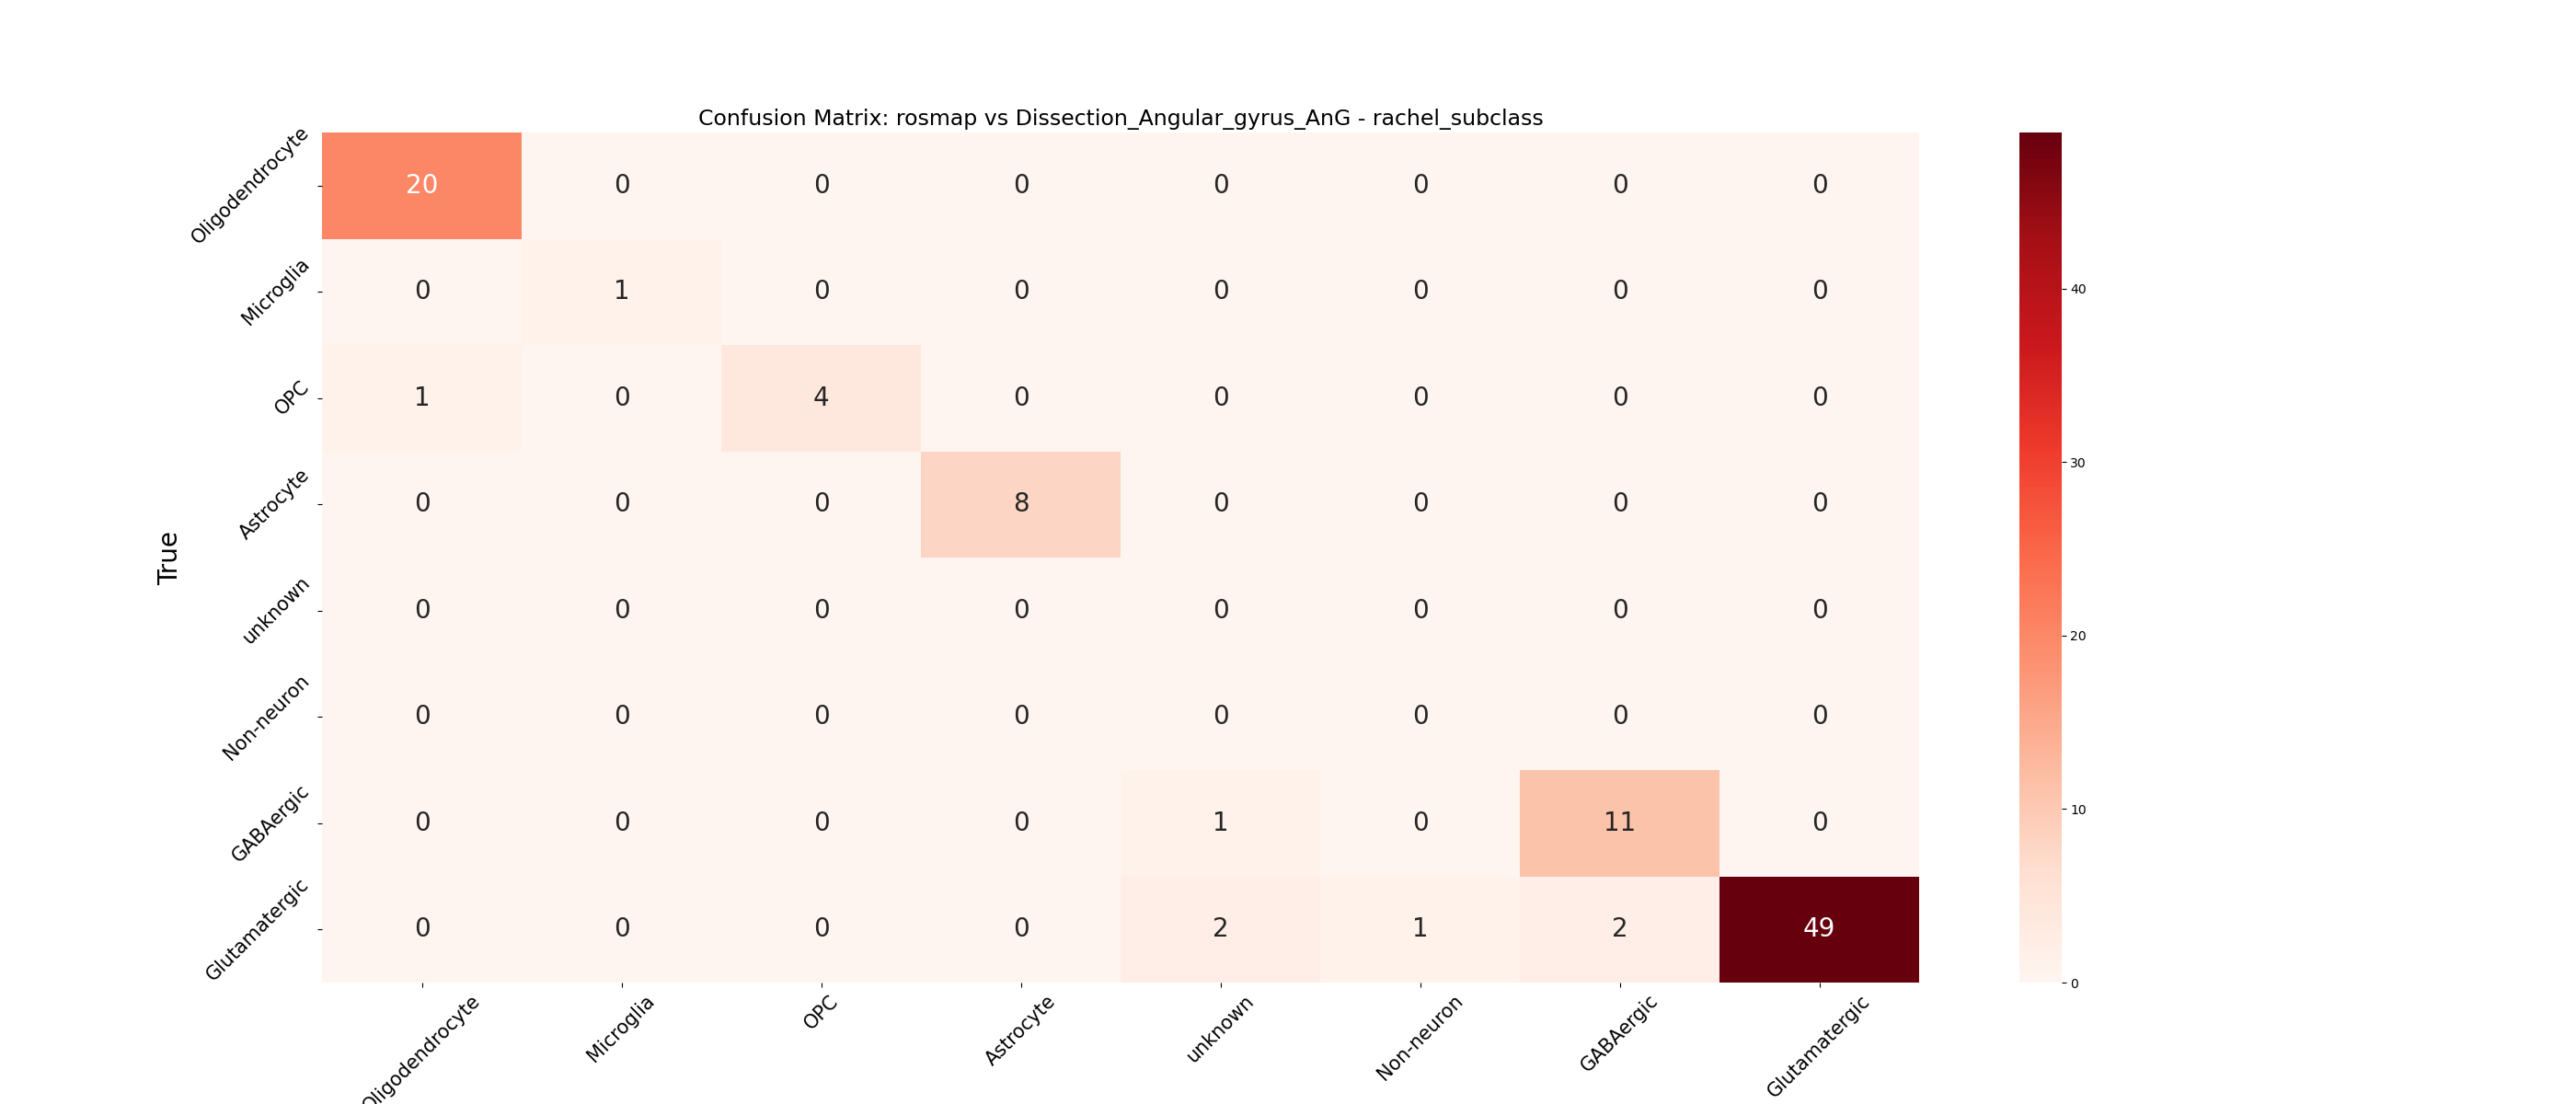 Confusion Matrix: rosmap vs Dissection_Angular_gyrus_AnG - rachel_subclass
True
Oligodendrocyte 20 0 0 0 0 0 0 0
Microglia 0 1 0 0 0 0 0 0
OPC 1 0 4 0 0 0 0 0
Astrocyte 0 0 0 8 0 0 0 0
unknown 0 0 0 0 0 0 0 0
Non-neuron 0 0 0 0 0 0 0 0
GABAergic 0 0 0 0 1 0 11 0
Glutamatergic 0 0 0 0 2 1 2 49
Oligodendrocyte Microglia OPC Astrocyte unknown Non-neuron GABAergic Glutamatergic
40
30
20
10
0